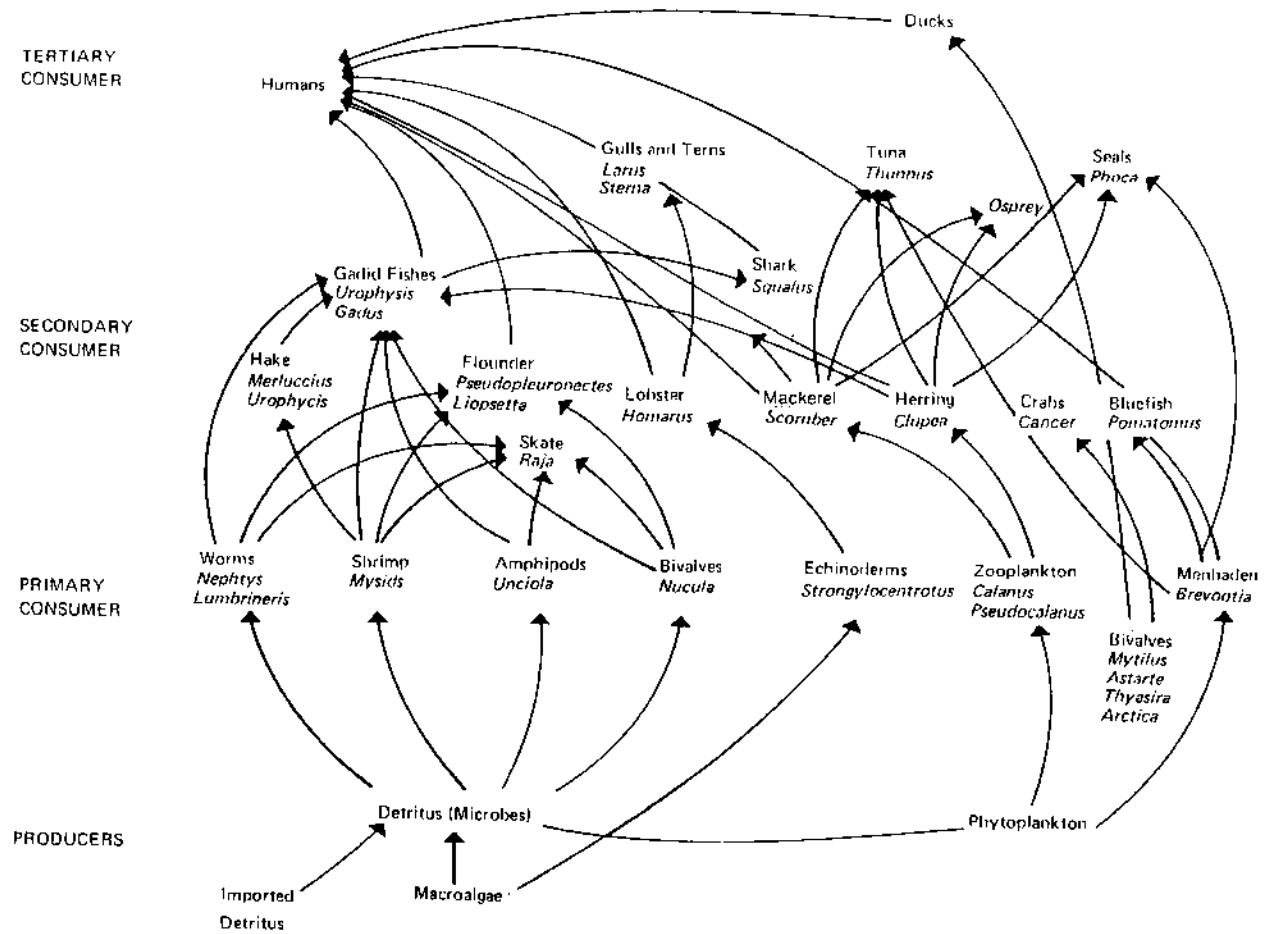 Ducks
TERTIARY
CONSUMER
Humans
Gulls and Terns
Larus
Sterna
Tuna
Thunnus
Seals
Phoca
Osprey
Shark
Squalus
Gadid Fishes
Urophysis
Gadus
SECONDARY
CONSUMER
Hake
Merluccius
Urophycis
Flounder
Pseudopleuronectes
Liopsetta
Lobster
Homarus
Mackerel
Scomber
Herring
Clupea
Crabs
Cancer
Bluefish
Pomatomus
Skate
Raja
PRIMARY
CONSUMER
Worms
Nephtys
Lumbrineris
Shrimp
Mysids
Amphipods
Unciola
Bivalves
Nucula
Echinoderms
Strongylocentrotus
Zooplankton
Calanus
Pseudocalanus
Menhaden
Brevootia
Bivalves
Mytilus
Astarte
Thyasira
Arctica
PRODUCERS
Detritus (Microbes)
Phytoplankton
Imported
Detritus
Macroalgae